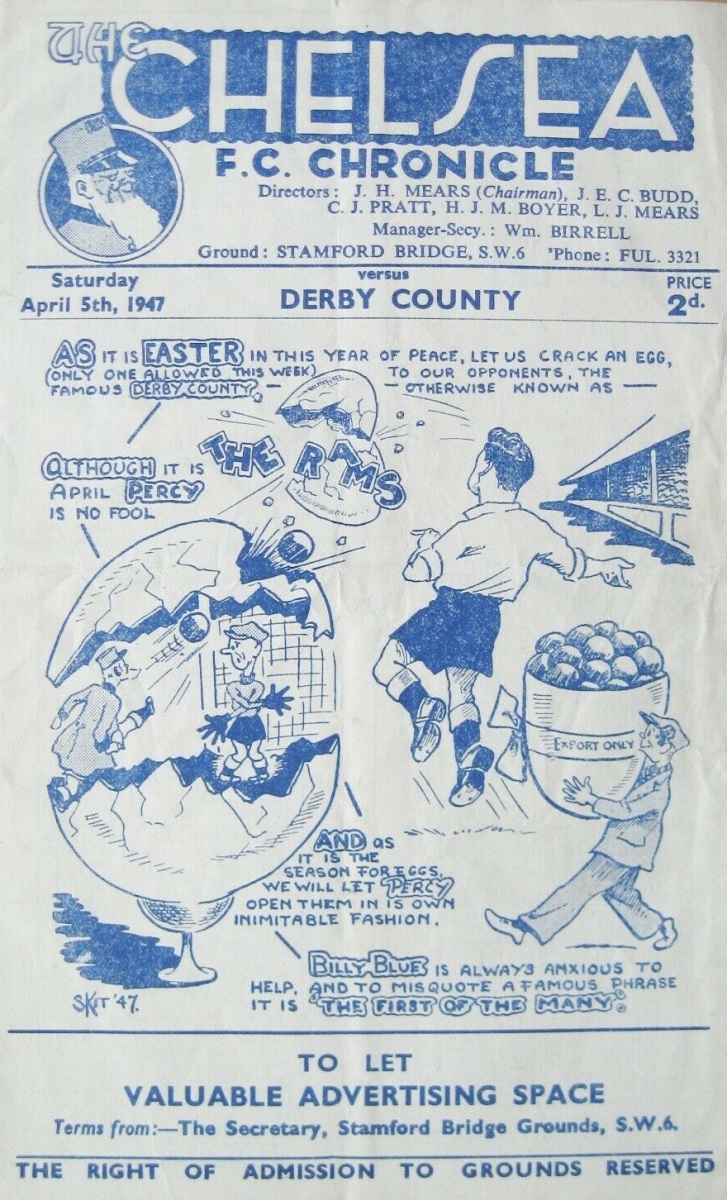 THE
CHELSEA
F.C. CHRONICLE
Directors: J. H. MEARS (Chairman), J. E. C. BUDD,
C. J. PRATT, H. J. M. BOYER, L. J. MEARS
Manager-Secy.: Wm. BIRRELL
Ground: STAMFORD BRIDGE, S.W.6 'Phone: FUL. 3321
Saturday
April 5th, 1947
versus
DERBY COUNTY
PRICE
2d.
AS IT IS EASTER IN THIS YEAR OF PEACE, LET US CRACK AN EGG,
(ONLY ONE ALLOWED THIS WEEK) TO OUR OPPONENTS, THE
FAMOUS DERBY COUNTY, — OTHERWISE KNOWN AS —
THE RAMS
ALTHOUGH IT IS
APRIL PERCY
IS NO FOOL
EXPORT ONLY
AND AS
IT IS THE
SEASON FOR EGGS,
WE WILL LET PERCY
OPEN THEM IN IS OWN
INIMITABLE FASHION.
BILLY BLUE IS ALWAYS ANXIOUS TO
HELP, AND TO MISQUOTE A FAMOUS PHRASE
IT IS "THE FIRST OF THE MANY".
SKIT '47.
TO LET
VALUABLE ADVERTISING SPACE
Terms from:—The Secretary, Stamford Bridge Grounds, S.W.6.
THE RIGHT OF ADMISSION TO GROUNDS RESERVED